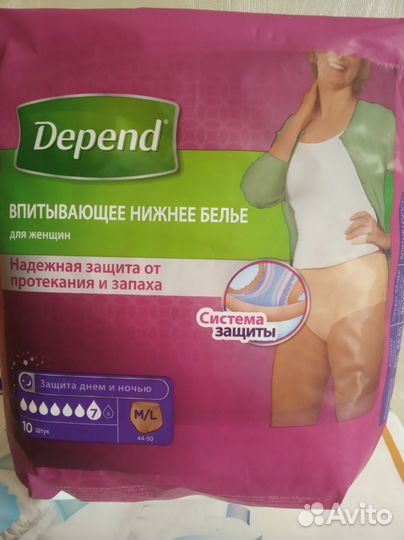 Depend
ВПИТЫВАЮЩЕЕ НИЖНЕЕ БЕЛЬЕ
для женщин
Надежная защита от
протекания и запаха
Система
защиты
Защита днем и ночью
7
10 Штук
M/L
44-50
Avito